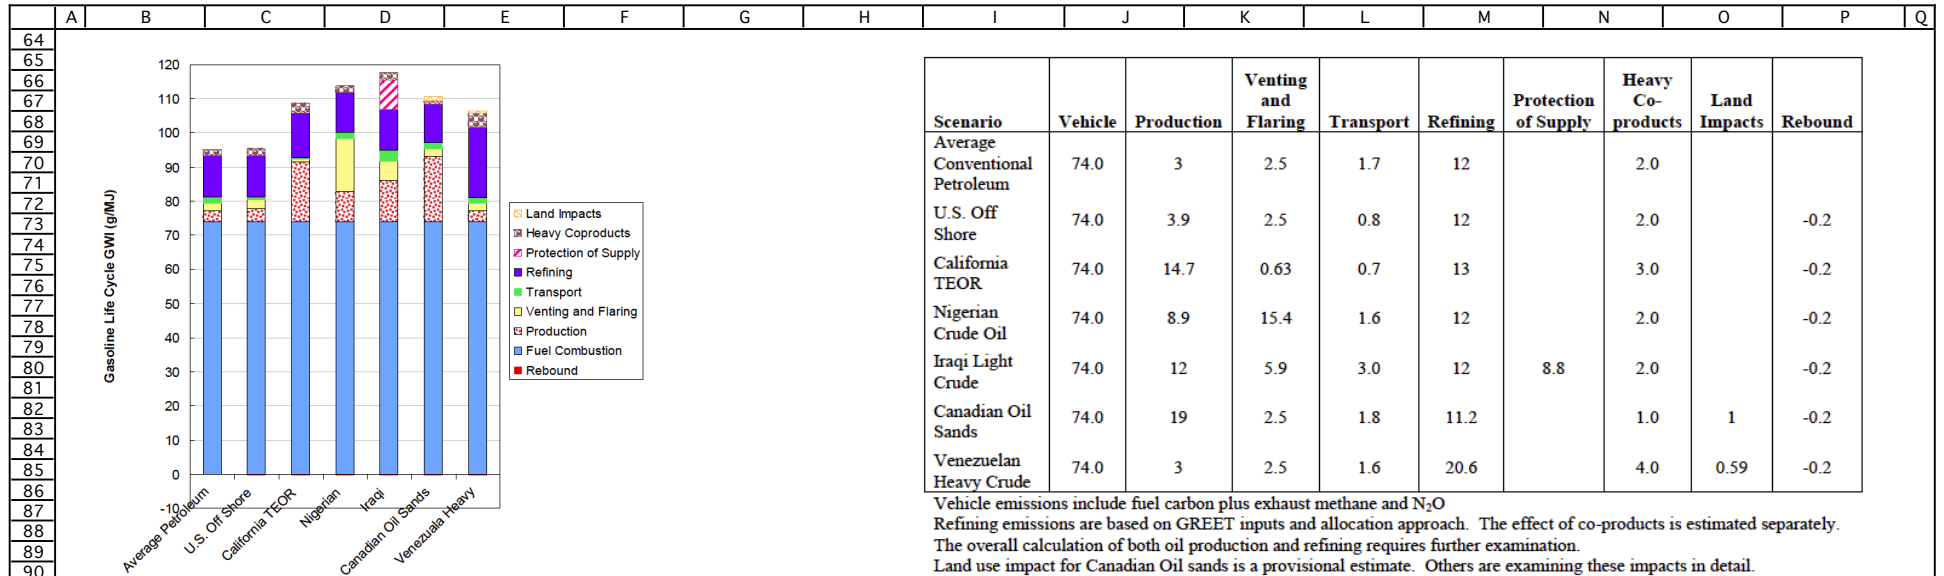 A B C D E F G H I J K L M N O P Q
64
65
66
67
68
69
70
71
72
73
74
75
76
77
78
79
80
81
82
83
84
85
86
87
88
89
90
Gasoline Life Cycle GWI (g/MJ)
120
110
100
90
80
70
60
50
40
30
20
10
0
-10
Average Petroleum
U.S. Off Shore
California TEOR
Nigerian
Iraqi
Canadian Oil Sands
Venezuala Heavy
Land Impacts
Heavy Coproducts
Protection of Supply
Refining
Transport
Venting and Flaring
Production
Fuel Combustion
Rebound
Venting Heavy
and Protection Co- Land
Scenario Vehicle Production Flaring Transport Refining of Supply products Impacts Rebound
Average
Conventional 74.0 3 2.5 1.7 12 2.0
Petroleum
U.S. Off
Shore 74.0 3.9 2.5 0.8 12 2.0 -0.2
California
TEOR 74.0 14.7 0.63 0.7 13 3.0 -0.2
Nigerian
Crude Oil 74.0 8.9 15.4 1.6 12 2.0 -0.2
Iraqi Light
Crude 74.0 12 5.9 3.0 12 8.8 2.0 -0.2
Canadian Oil
Sands 74.0 19 2.5 1.8 11.2 1.0 1 -0.2
Venezuelan
Heavy Crude 74.0 3 2.5 1.6 20.6 4.0 0.59 -0.2
Vehicle emissions include fuel carbon plus exhaust methane and N₂O
Refining emissions are based on GREET inputs and allocation approach. The effect of co-products is estimated separately.
The overall calculation of both oil production and refining requires further examination.
Land use impact for Canadian Oil sands is a provisional estimate. Others are examining these impacts in detail.